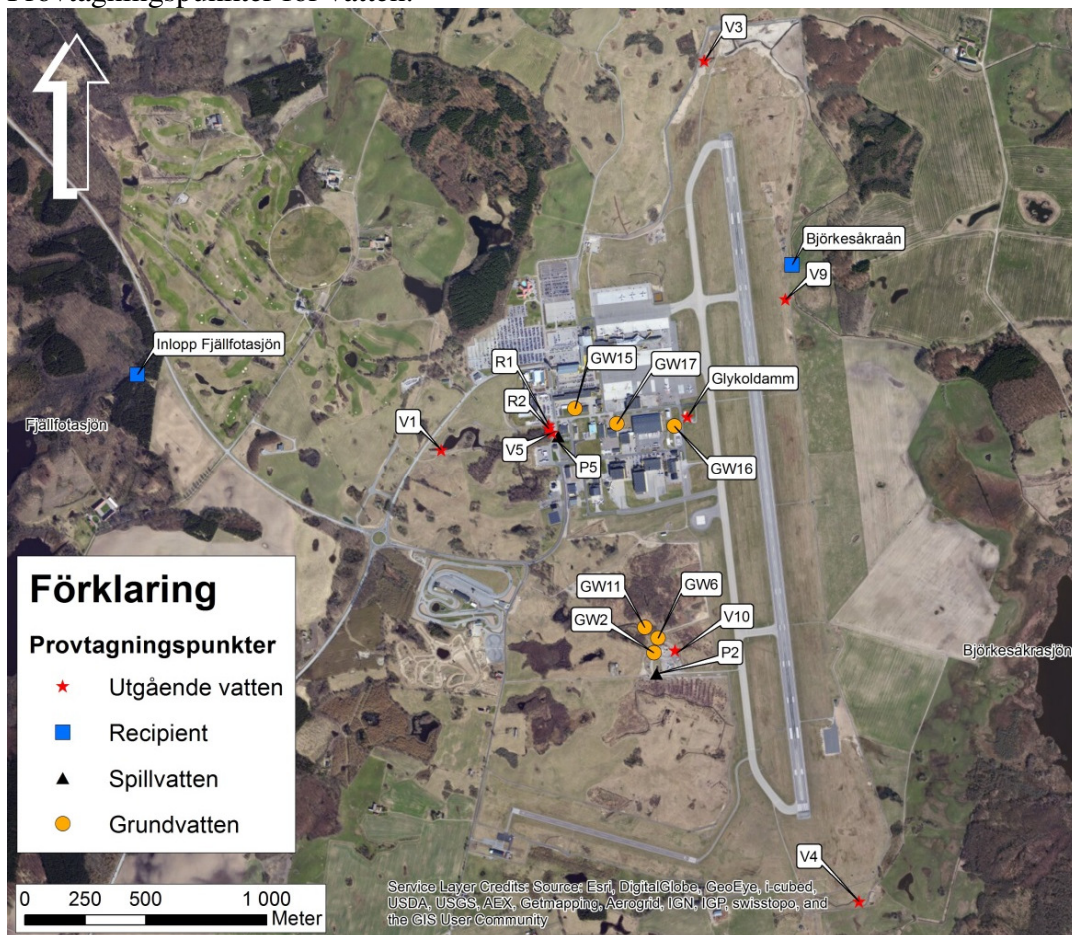 Provtagningspunkter för vatten.
V3
Björkesåkraån
V9
Inlopp Fjällfotasjön
R1
GW15
GW17
Glykoldamm
R2
Fjällfotasjön
V1
V5
P5
GW16
Förklaring
Provtagningspunkter
Utgående vatten
Recipient
Spillvatten
Grundvatten
GW11
GW6
GW2
V10
P2
Björkesåkrasjön
V4
0 250 500 1 000
Meter
Service Layer Credits: Source: Esri, DigitalGlobe, GeoEye, i-cubed,
USDA, USGS, AEX, Getmapping, Aerogrid, IGN, IGP, swisstopo, and
the GIS User Community